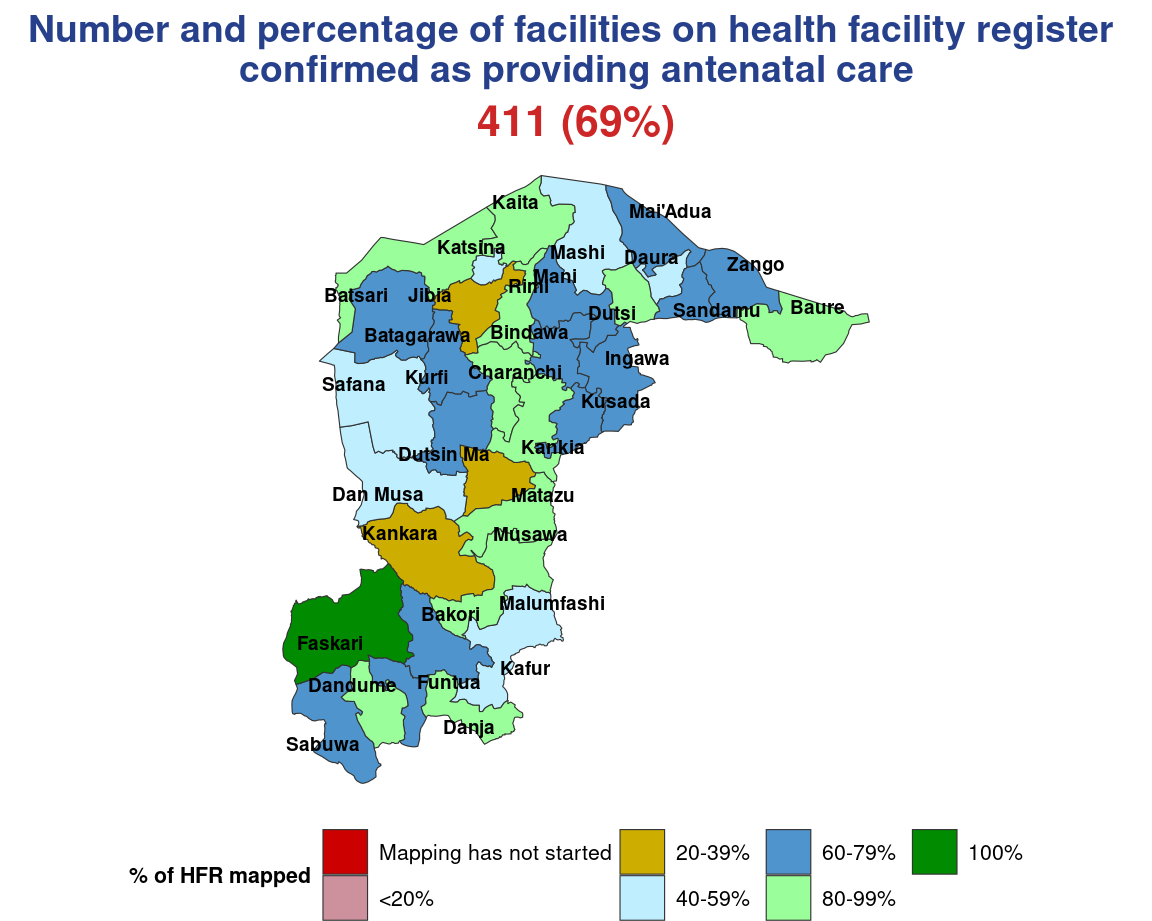 Number and percentage of facilities on health facility register
confirmed as providing antenatal care
411 (69%)
Kaita
Mai'Adua
Katsina
Mashi
Daura
Zango
Mani
Rimi
Batsari
Jibia
Baure
Sandamu
Dutsi
Batagarawa
Bindawa
Ingawa
Charanchi
Kurfi
Safana
Kusada
Kankia
Dutsin Ma
Dan Musa
Matazu
Kankara
Musawa
Malumfashi
Bakori
Faskari
Kafur
Funtua
Dandume
Danja
Sabuwa
% of HFR mapped
Mapping has not started
20-39%
60-79%
100%
<20%
40-59%
80-99%